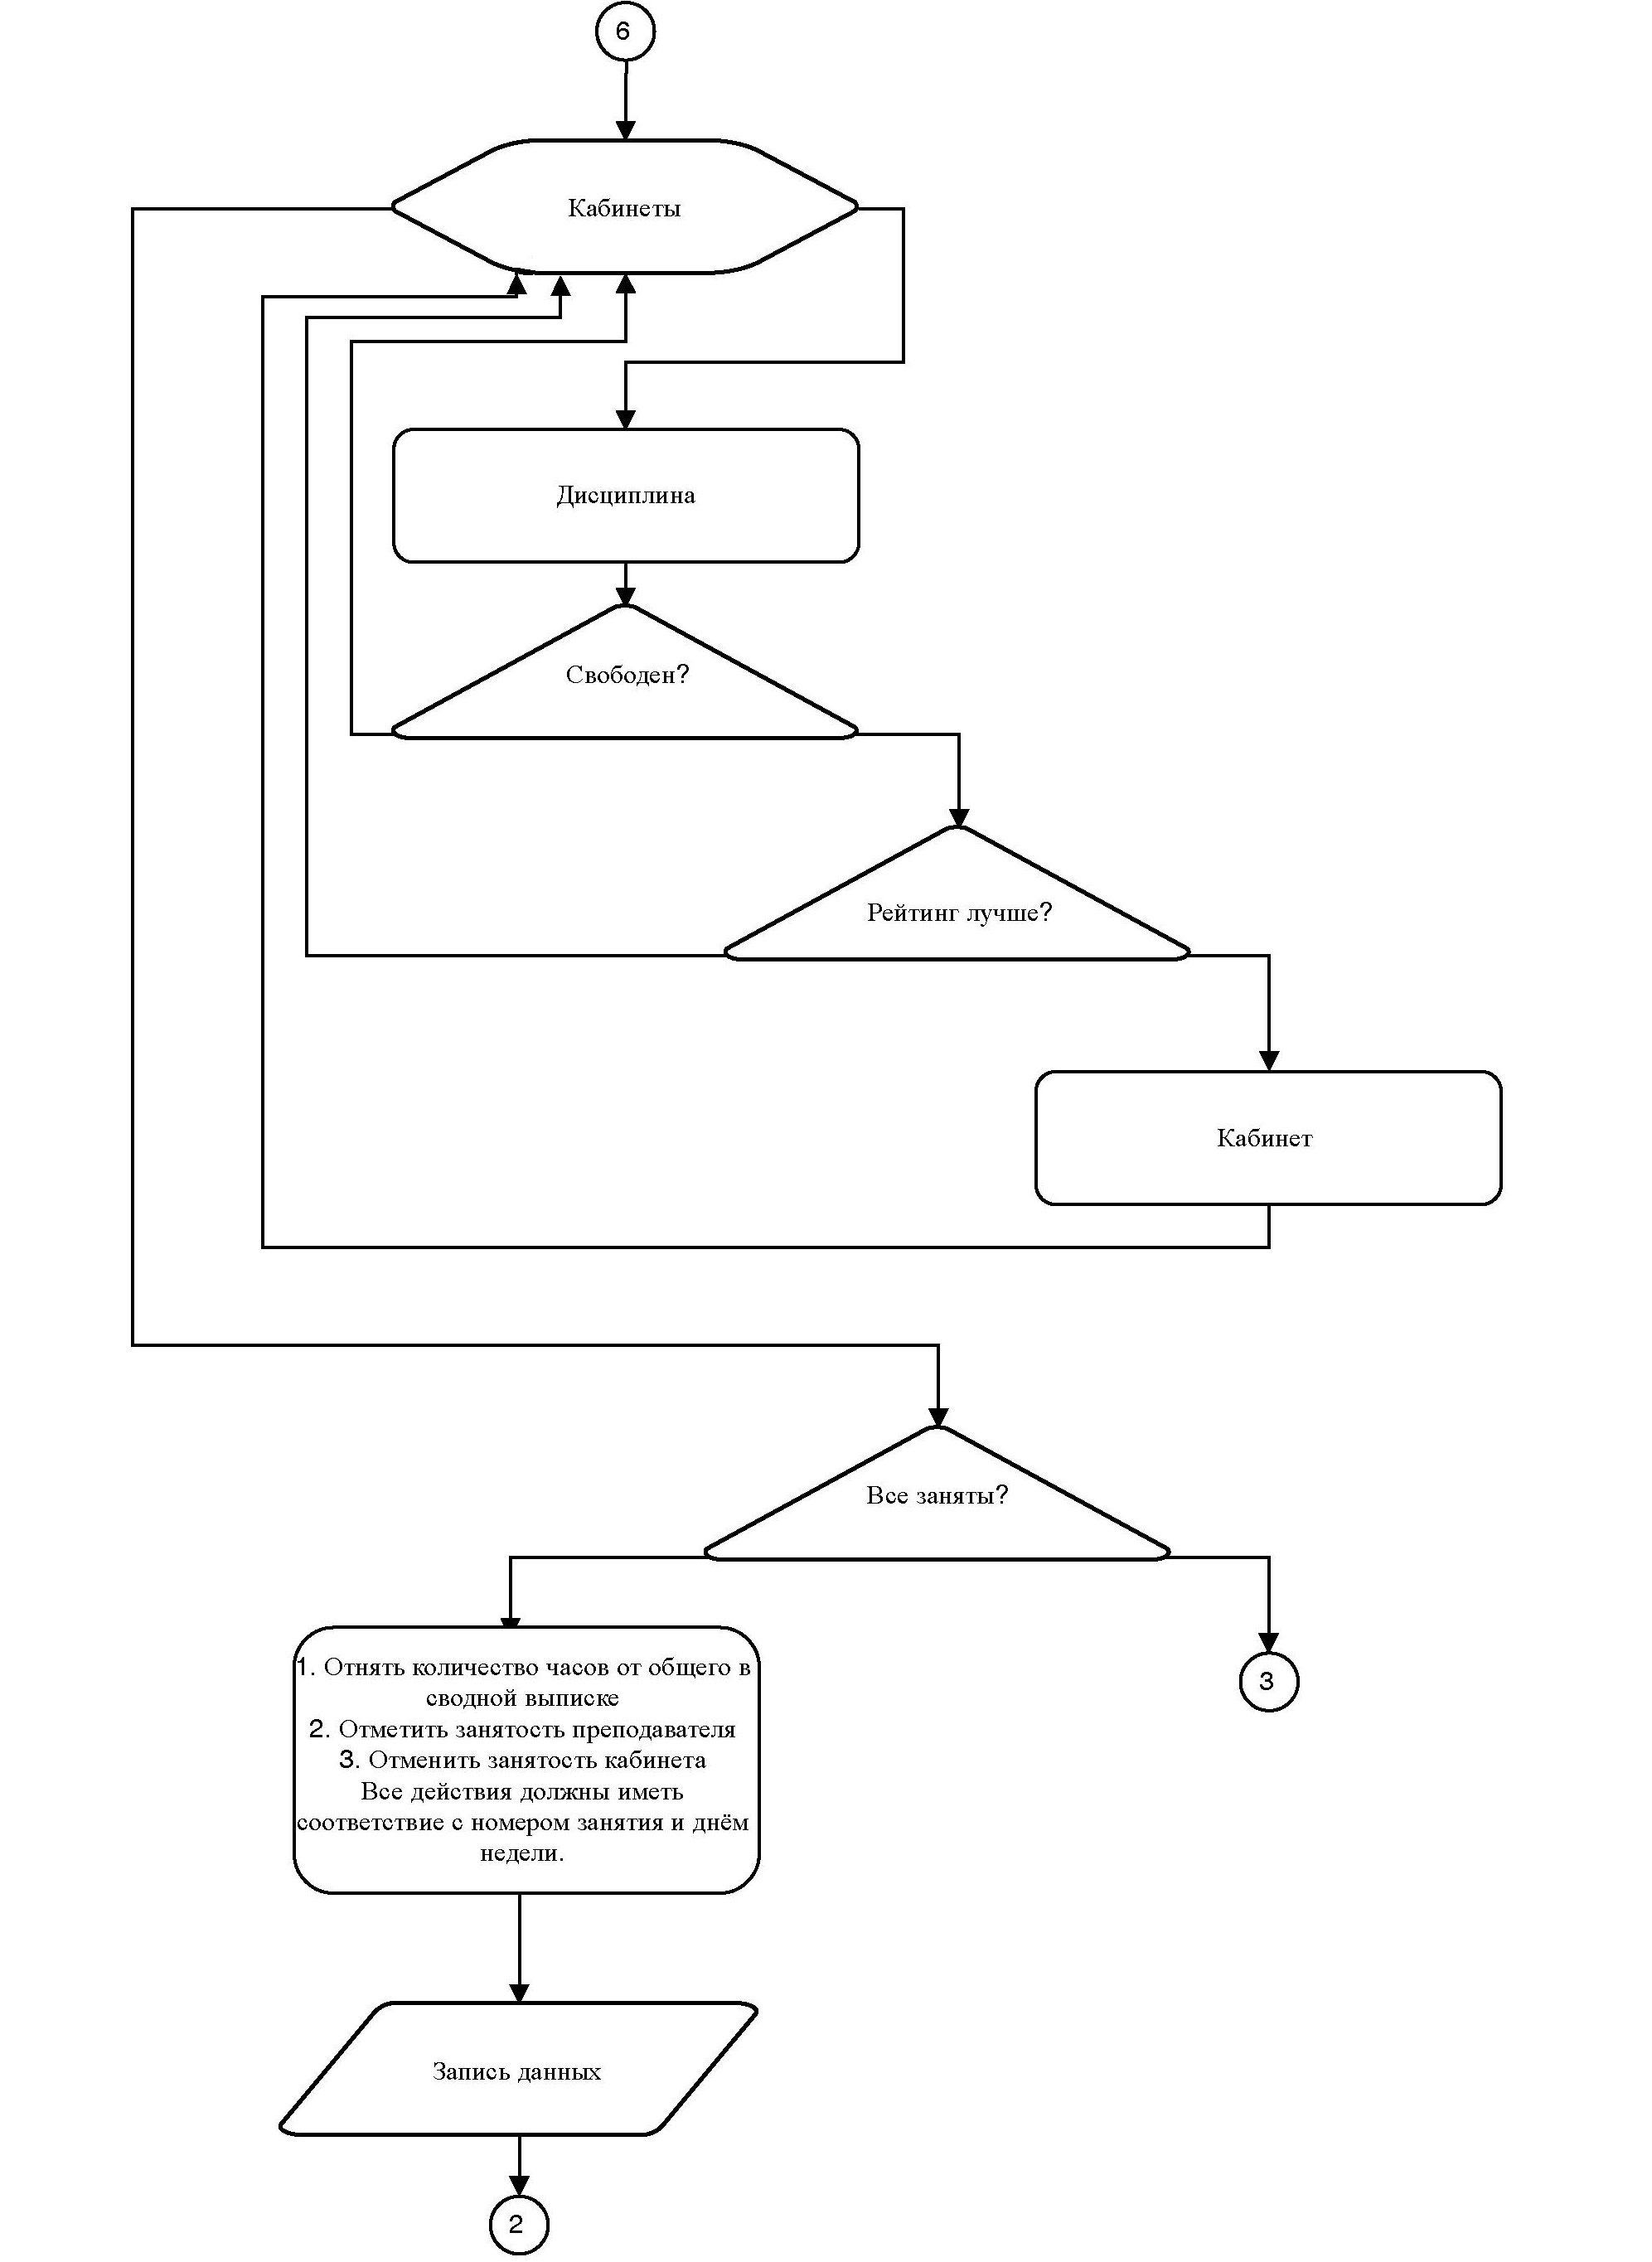 6
Кабинеты
Дисциплина
Свободен?
Рейтинг лучше?
Кабинет
Все заняты?
1. Отнять количество часов от общего в
сводной выписке
2. Отметить занятость преподавателя
3. Отменить занятость кабинета
Все действия должны иметь
соответствие с номером занятия и днём
недели.
3
Запись данных
2